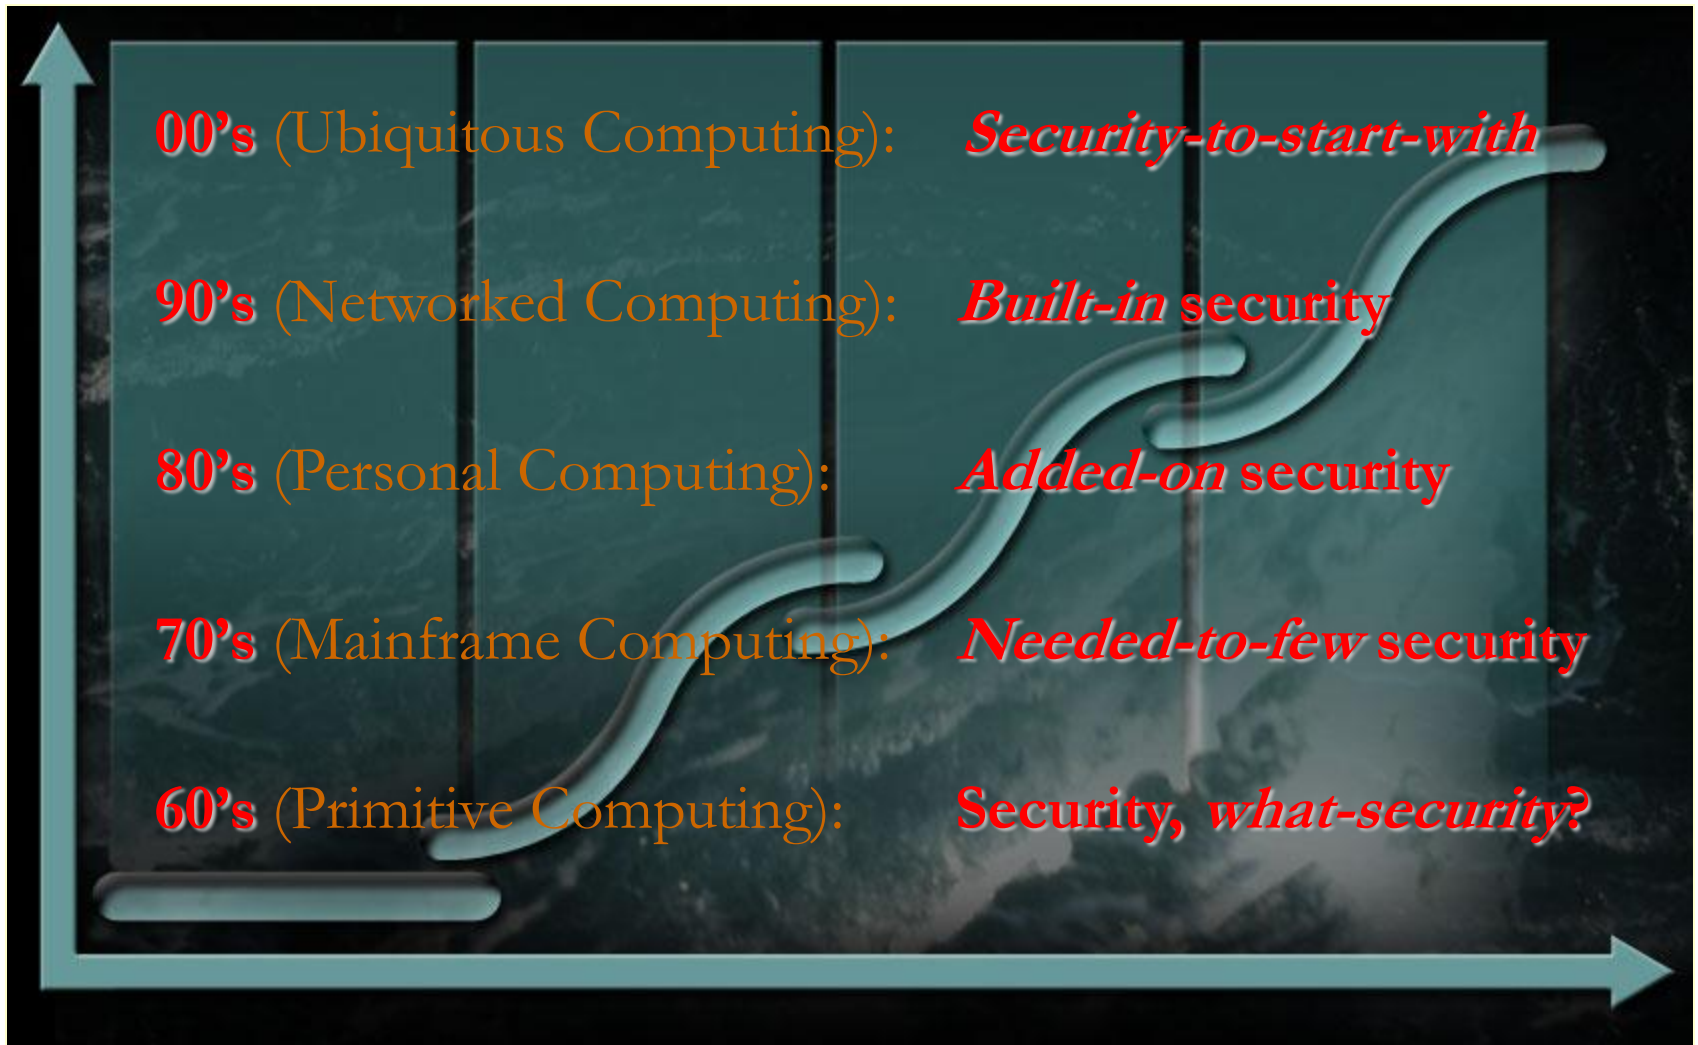 00’s (Ubiquitous Computing): Security-to-start-with
90’s (Networked Computing): Built-in security
80’s (Personal Computing): Added-on security
70’s (Mainframe Computing): Needed-to-few security
60’s (Primitive Computing): Security, what-security?